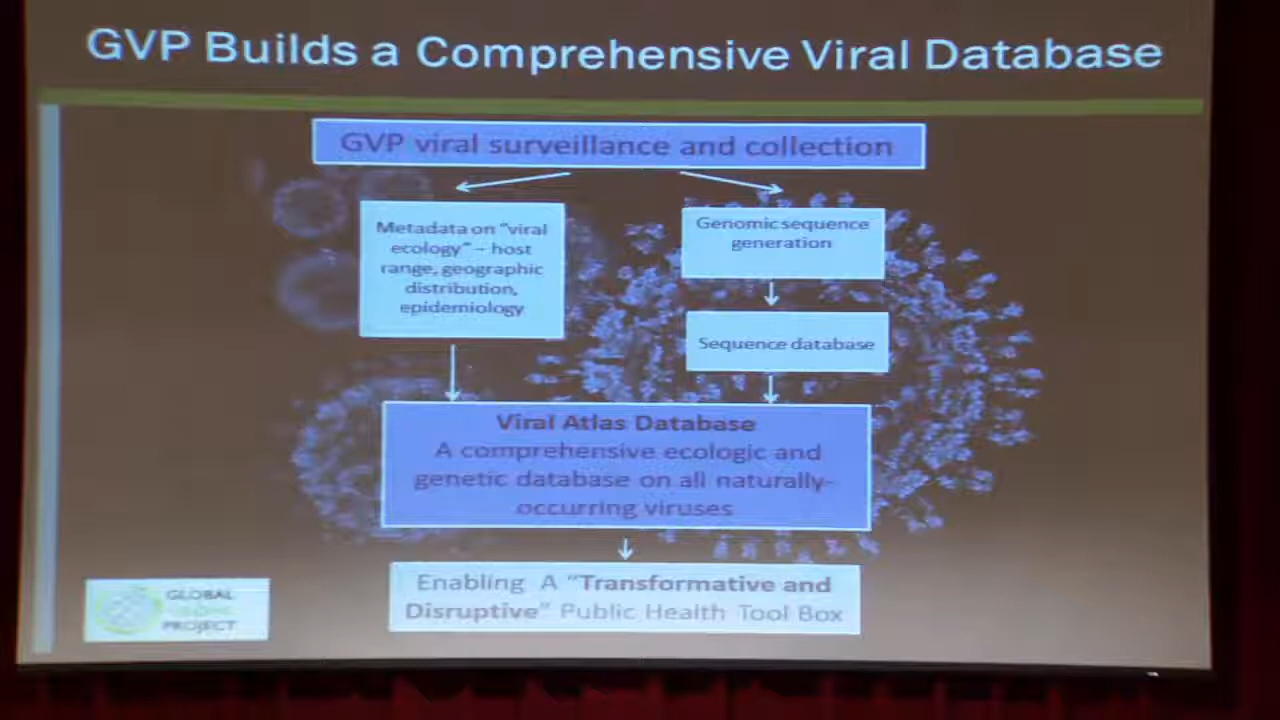 GVP Builds a Comprehensive Viral Database
GVP viral surveillance and collection
Metadata on "viral
ecology" – host
range, geographic
distribution,
epidemiology
Genomic sequence
generation
Sequence database
Viral Atlas Database
A comprehensive ecologic and
genetic database on all naturally-
occurring viruses
Enabling A "Transformative and
Disruptive" Public Health Tool Box
GLOBAL
PROJECT